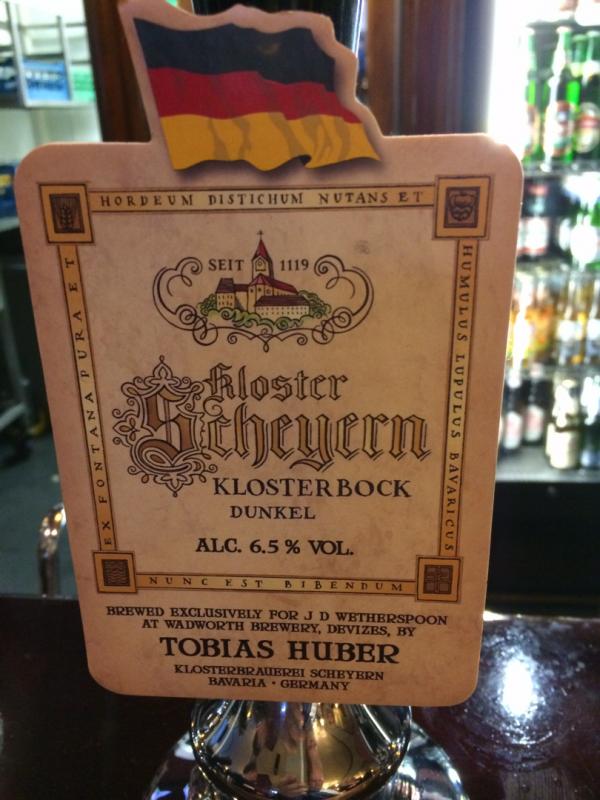 HORDEUM DISTICHUM NUTANS ET
HUMULUS LUPULUS BAVARICUS
EX FONTANA PURA ET
SEIT 1119
Kloster
Scheyern
KLOSTERBOCK
DUNKEL
ALC. 6.5 % VOL.
NUNC EST BIBENDUM
BREWED EXCLUSIVELY FOR J D WETHERSPOON
AT WADWORTH BREWERY, DEVIZES, BY
TOBIAS HUBER
KLOSTERBRAUEREI SCHEYERN
BAVARIA · GERMANY